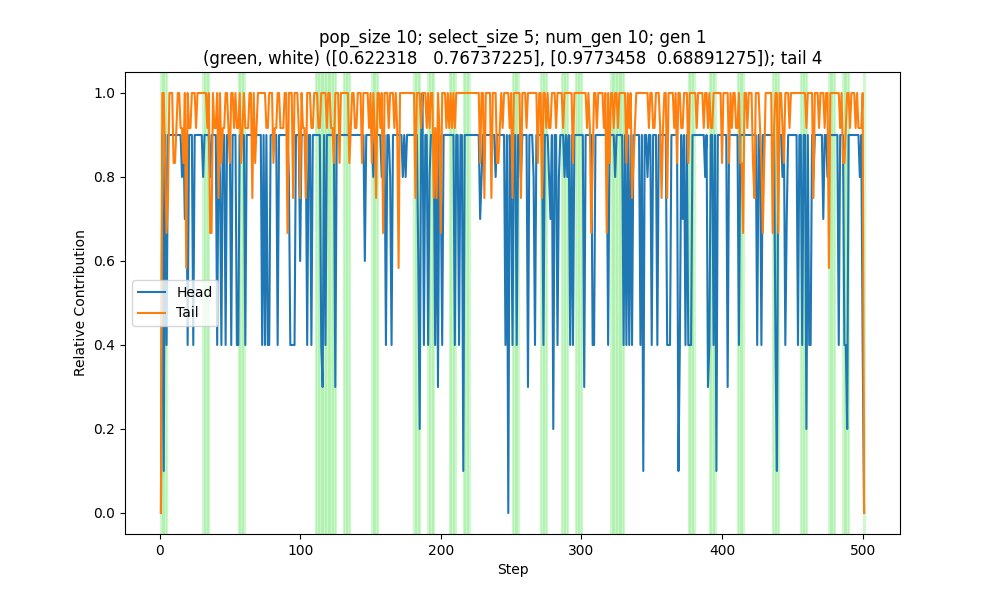 pop_size 10; select_size 5; num_gen 10; gen 1
(green, white) ([0.622318   0.76737225], [0.9773458  0.68891275]); tail 4
1.0
0.8
0.6
0.4
0.2
0.0
Relative Contribution
Head
Tail
0
100
200
300
400
500
Step